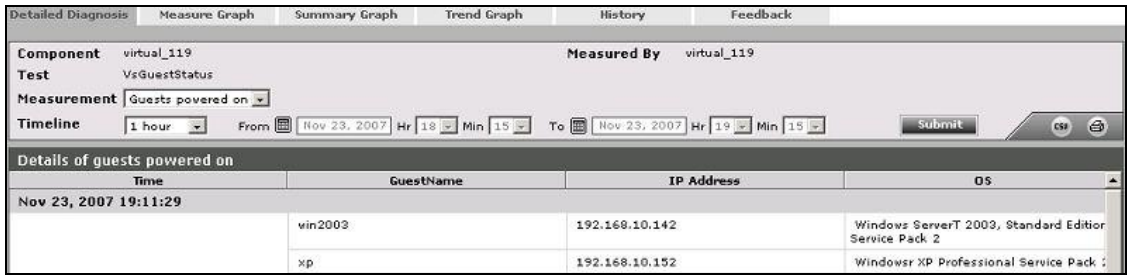 Detailed Diagnosis Measure Graph Summary Graph Trend Graph History Feedback
Component virtual_119 Measured By virtual_119
Test VsGuestStatus
Measurement Guests powered on
Timeline 1 hour From Nov 23, 2007 Hr 18 Min 15 To Nov 23, 2007 Hr 19 Min 15 Submit CSV
Details of guests powered on
Time GuestName IP Address OS
Nov 23, 2007 19:11:29
win2003 192.168.10.142 Windows ServerT 2003, Standard Edition
Service Pack 2
xp 192.168.10.152 Windowsr XP Professional Service Pack 2